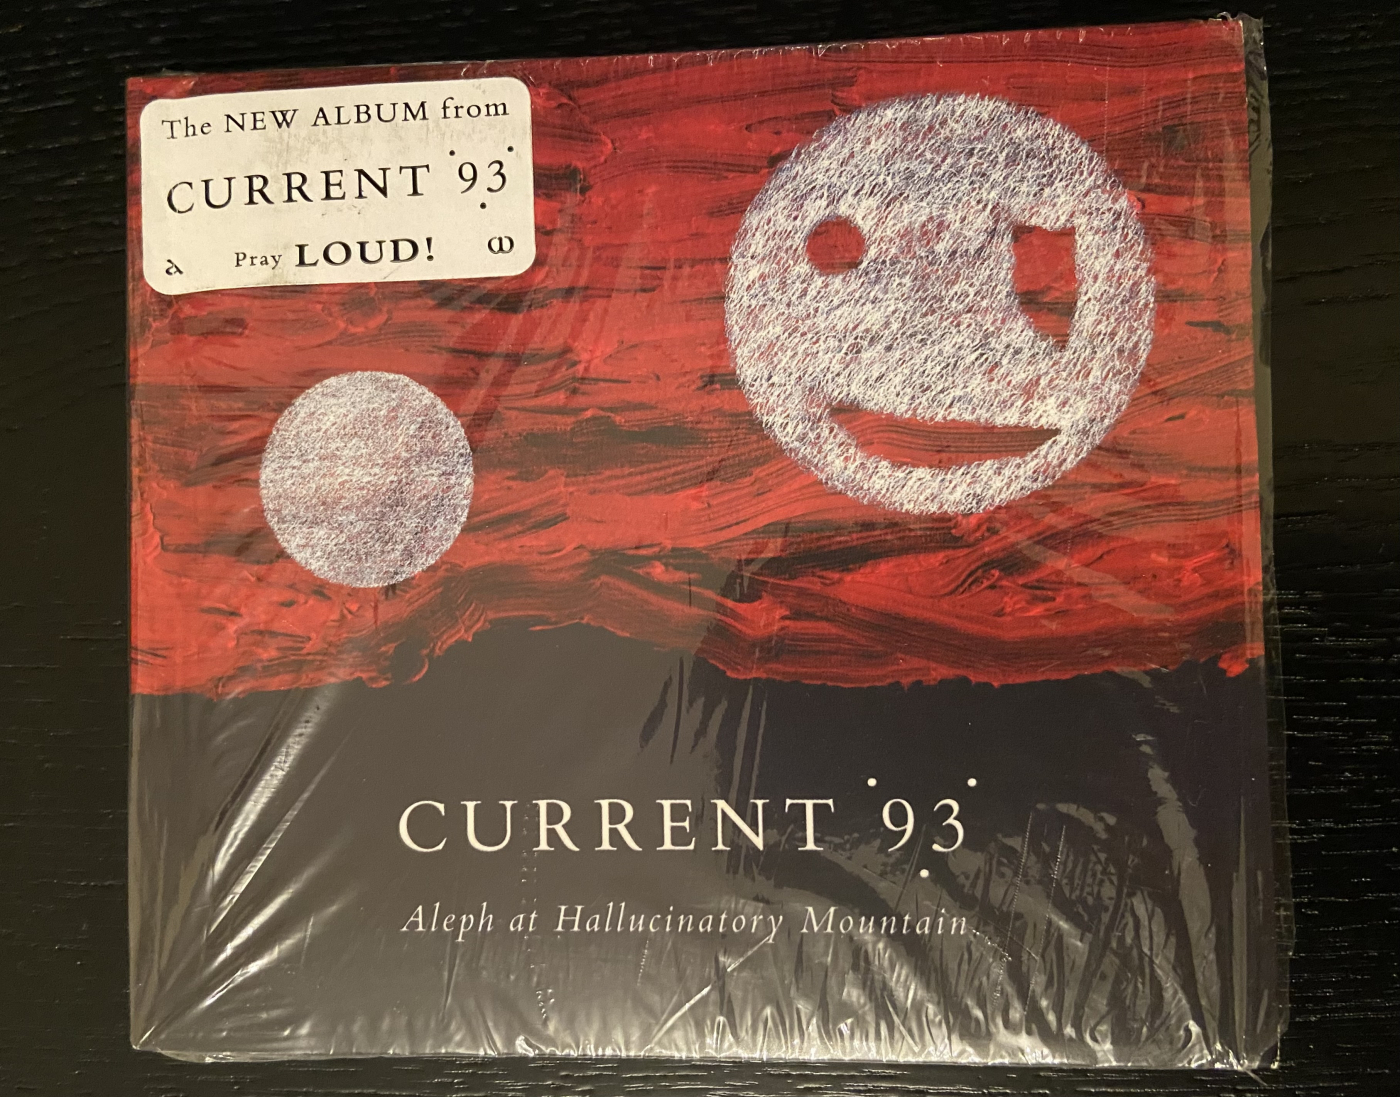 The NEW ALBUM from
CURRENT '93
Pray LOUD!
CURRENT '93
Aleph at Hallucinatory Mountain